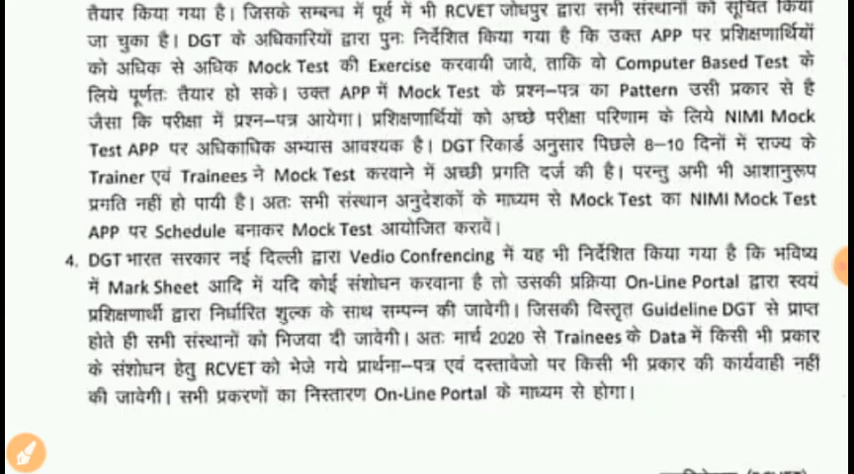 तैयार किया गया है। जिसके सम्बन्ध में पूर्व में भी RCVET जोधपुर द्वारा सभी संस्थानों को सूचित किया
जा चुका है। DGT के अधिकारियों द्वारा पुनः निर्देशित किया गया है कि उक्त APP पर प्रशिक्षणार्थियों
को अधिक से अधिक Mock Test की Exercise करवायी जावे, ताकि वो Computer Based Test के
लिये पूर्णतः तैयार हो सके। उक्त APP में Mock Test के प्रश्न–पत्र का Pattern उसी प्रकार से है
जैसा कि परीक्षा में प्रश्न–पत्र आयेगा। प्रशिक्षणार्थियों को अच्छे परीक्षा परिणाम के लिये NIMI Mock
Test APP पर अधिकाधिक अभ्यास आवश्यक है। DGT रिकार्ड अनुसार पिछले 8–10 दिनों में राज्य के
Trainer एवं Trainees ने Mock Test करवाने में अच्छी प्रगति दर्ज की है। परन्तु अभी भी आशानुरूप
प्रगति नहीं हो पायी है। अतः सभी संस्थान अनुदेशकों के माध्यम से Mock Test का NIMI Mock Test
APP पर Schedule बनाकर Mock Test आयोजित करावें।
4. DGT भारत सरकार नई दिल्ली द्वारा Vedio Confrencing में यह भी निर्देशित किया गया है कि भविष्य
में Mark Sheet आदि में यदि कोई संशोधन करवाना है तो उसकी प्रक्रिया On-Line Portal द्वारा स्वयं
प्रशिक्षणार्थी द्वारा निर्धारित शुल्क के साथ सम्पन्न की जावेगी। जिसकी विस्तृत Guideline DGT से प्राप्त
होते ही सभी संस्थानों को भिजवा दी जावेगी। अतः मार्च 2020 से Trainees के Data में किसी भी प्रकार
के संशोधन हेतु RCVET को भेजे गये प्रार्थना–पत्र एवं दस्तावेजो पर किसी भी प्रकार की कार्यवाही नहीं
की जावेगी। सभी प्रकरणों का निस्तारण On-Line Portal के माध्यम से होगा।